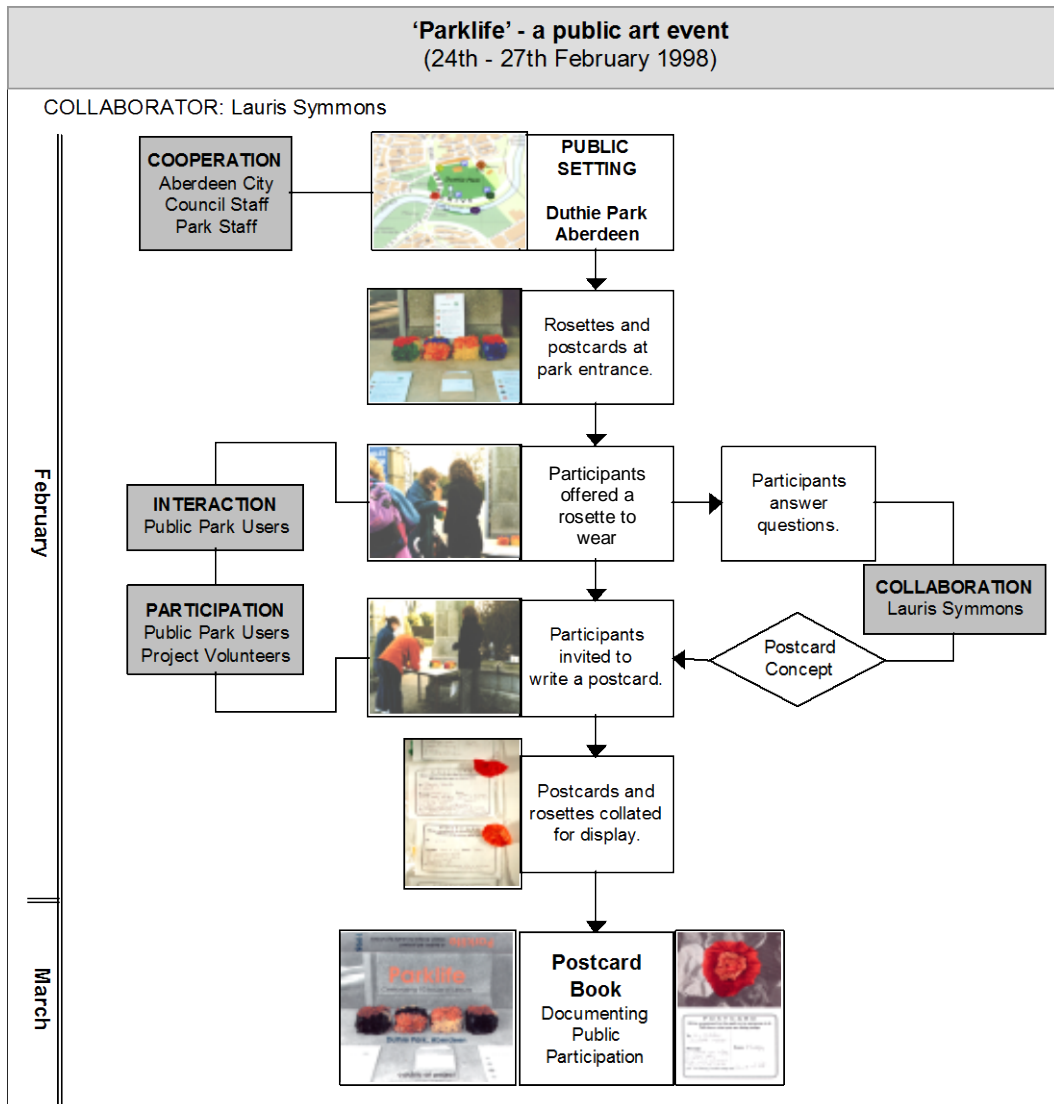 ‘Parklife’ - a public art event
(24th - 27th February 1998)
COLLABORATOR: Lauris Symmons
COOPERATION
Aberdeen City
Council Staff
Park Staff
Duthie Park
PUBLIC
SETTING
Duthie Park
Aberdeen
Rosettes and
postcards at
park entrance.
February
INTERACTION
Public Park Users
Participants
offered a
rosette to
wear
Participants
answer
questions.
PARTICIPATION
Public Park Users
Project Volunteers
Participants
invited to
write a postcard.
Postcard
Concept
COLLABORATION
Lauris Symmons
Postcards and
rosettes collated
for display.
March
Parklife
Duthie Park, Aberdeen
Postcard
Book
Documenting
Public
Participation
POSTCARD